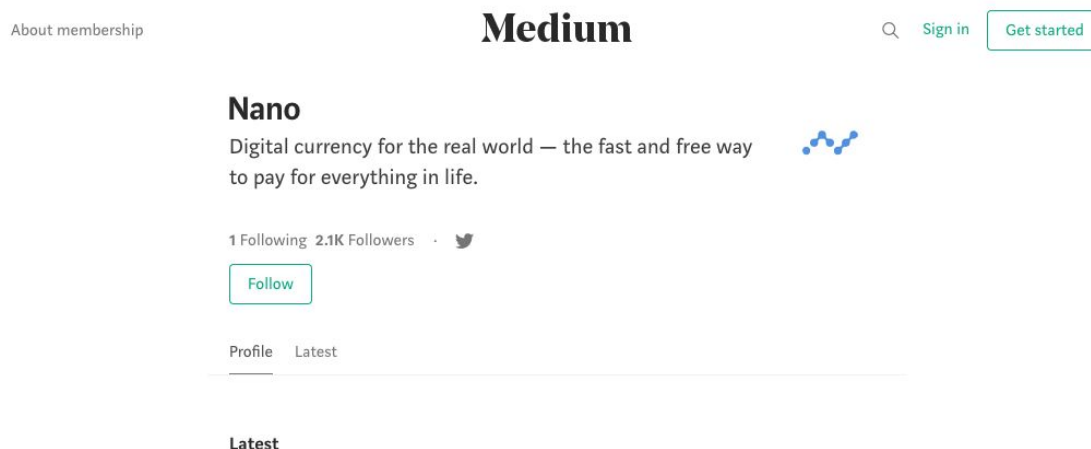 About membership
Medium
Sign in
Get started
Nano
Digital currency for the real world — the fast and free way
to pay for everything in life.
1 Following 2.1K Followers ·
Follow
Profile
Latest
Latest